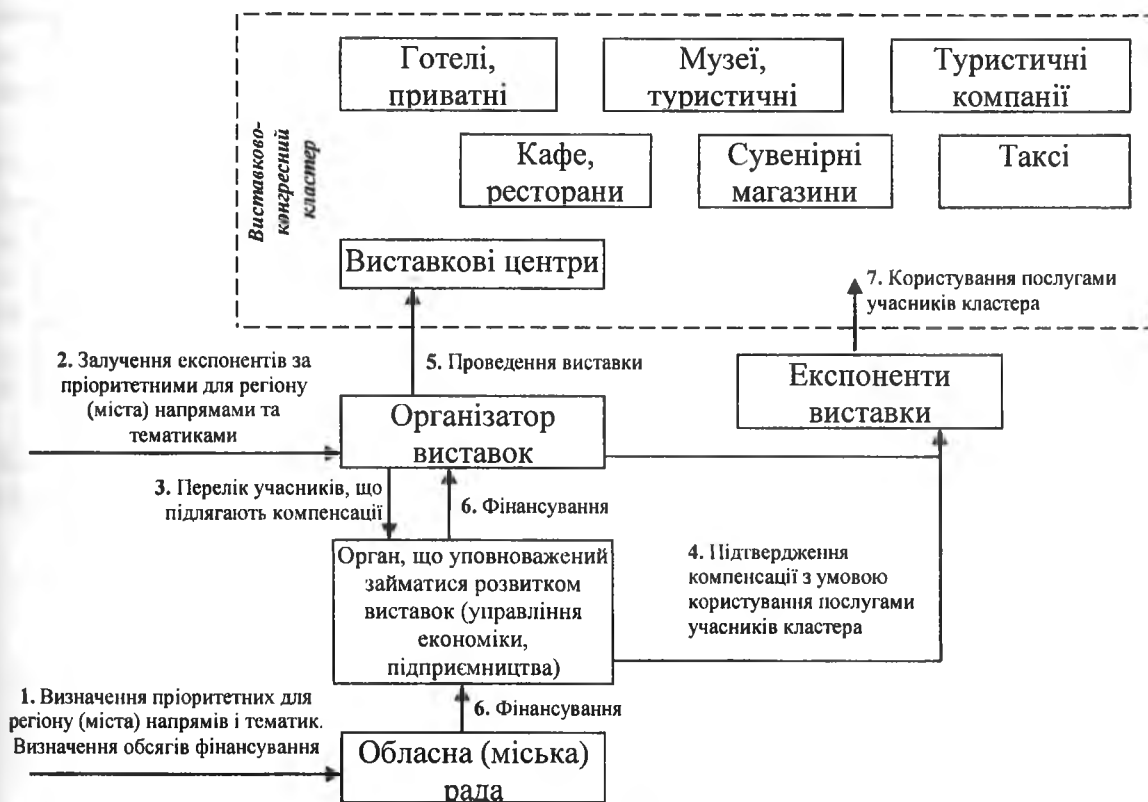 Готелі,
приватні
Музеї,
туристичні
Туристичні
компанії
Виставково-
конгресний
кластер
Кафе,
ресторани
Сувенірні
магазини
Таксі
Виставкові центри
7. Користування послугами
учасників кластера
2. Залучення експонентів за
пріоритетними для регіону
(міста) напрямами та
тематиками
5. Проведення виставки
Експоненти
виставки
Організатор
виставок
3. Перелік учасників, що
підлягають компенсації
6. Фінансування
Орган, що уповноважений
займатися розвитком
виставок (управління
економіки,
підприємництва)
4. Підтвердження
компенсації з умовою
користування послугами
учасників кластера
1. Визначення пріоритетних для
регіону (міста) напрямів і тематик.
Визначення обсягів фінансування
6. Фінансування
Обласна (міська)
рада